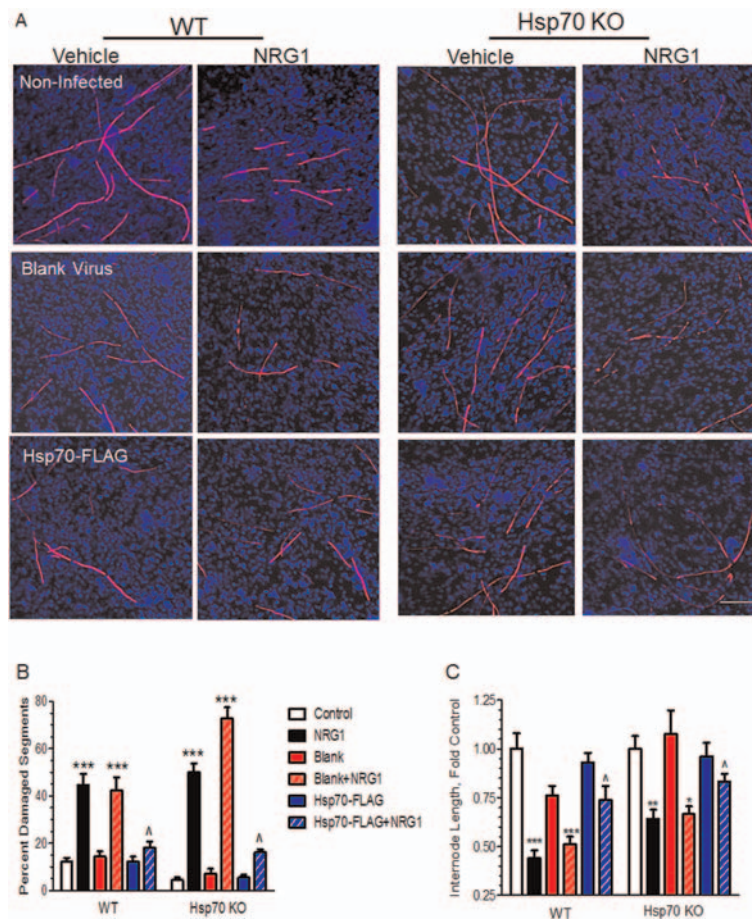 A
WT
Hsp70 KO
Vehicle
NRG1
Vehicle
NRG1
Non-Infected
Blank Virus
Hsp70-FLAG
B
Percent Damaged Segments
80
60
40
20
0
***
***
^
***
***
^
WT
Hsp70 KO
Control
NRG1
Blank
Blank+NRG1
Hsp70-FLAG
Hsp70-FLAG+NRG1
C
Internode Length, Fold Control
1.25
1.00
0.75
0.50
0.25
***
***
^
**
*
^
WT
Hsp70 KO